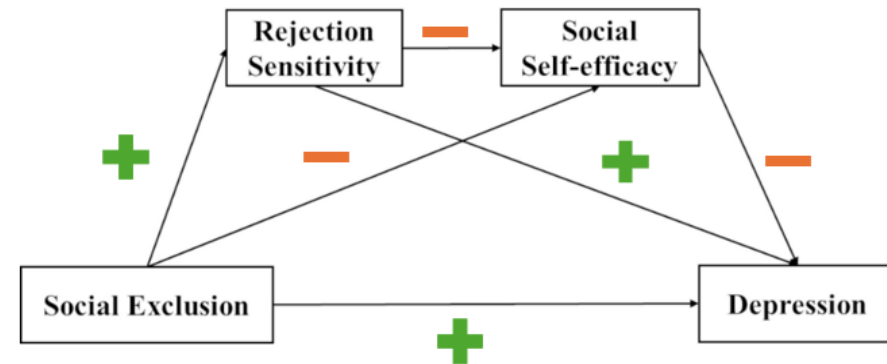 Rejection
Sensitivity
Social
Self-efficacy
Social Exclusion
Depression